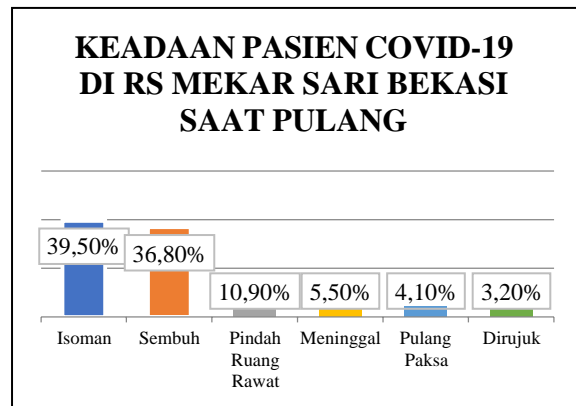 KEADAAN PASIEN COVID-19
DI RS MEKAR SARI BEKASI
SAAT PULANG
39,50%
36,80%
10,90%
5,50%
4,10%
3,20%
Isoman
Sembuh
Pindah
Ruang
Rawat
Meninggal
Pulang
Paksa
Dirujuk